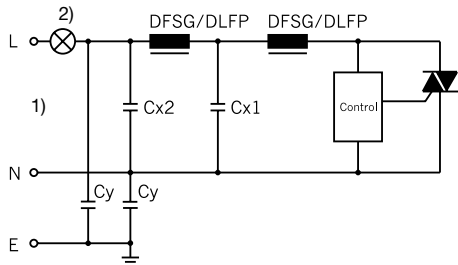 2)
DFSG/DLFP DFSG/DLFP
L
1)
Cx2 Cx1 Control
N
Cy Cy
E